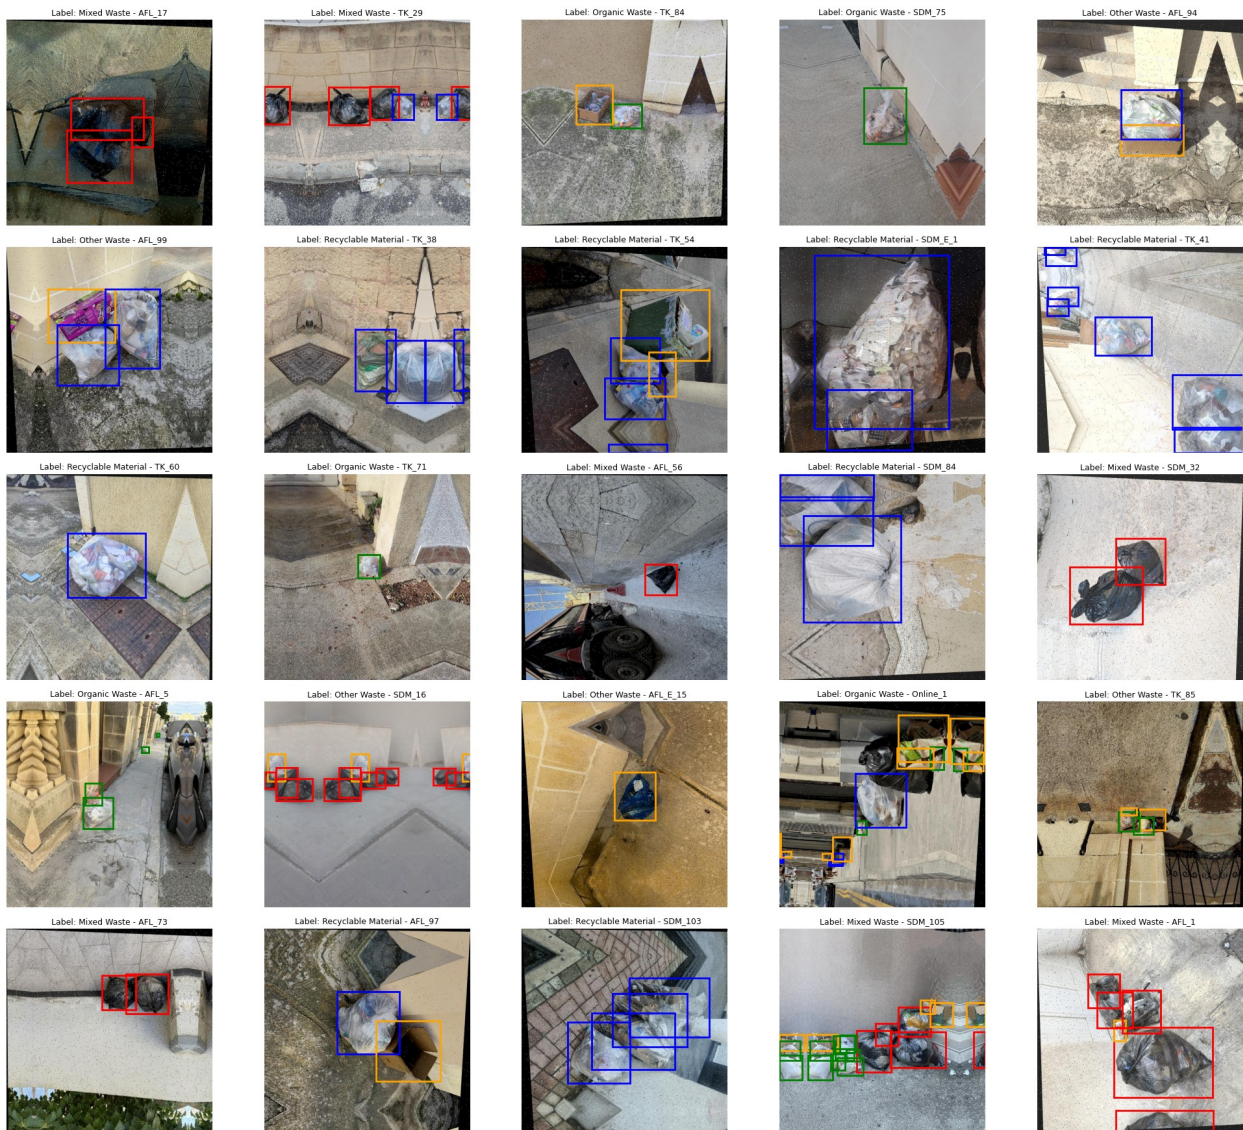 Label: Mixed Waste - AFL_17
Label: Mixed Waste - TK_29
Label: Organic Waste - TK_84
Label: Organic Waste - SDM_75
Label: Other Waste - AFL_94
Label: Other Waste - AFL_99
Label: Recyclable Material - TK_38
Label: Recyclable Material - TK_54
Label: Recyclable Material - SDM_E_1
Label: Recyclable Material - TK_41
Label: Recyclable Material - TK_60
Label: Organic Waste - TK_71
Label: Mixed Waste - AFL_56
Label: Recyclable Material - SDM_84
Label: Mixed Waste - SDM_32
Label: Organic Waste - AFL_5
Label: Other Waste - SDM_16
Label: Other Waste - AFL_E_15
Label: Organic Waste - Online_1
Label: Other Waste - TK_85
Label: Mixed Waste - AFL_73
Label: Recyclable Material - AFL_97
Label: Recyclable Material - SDM_103
Label: Mixed Waste - SDM_105
Label: Mixed Waste - AFL_1